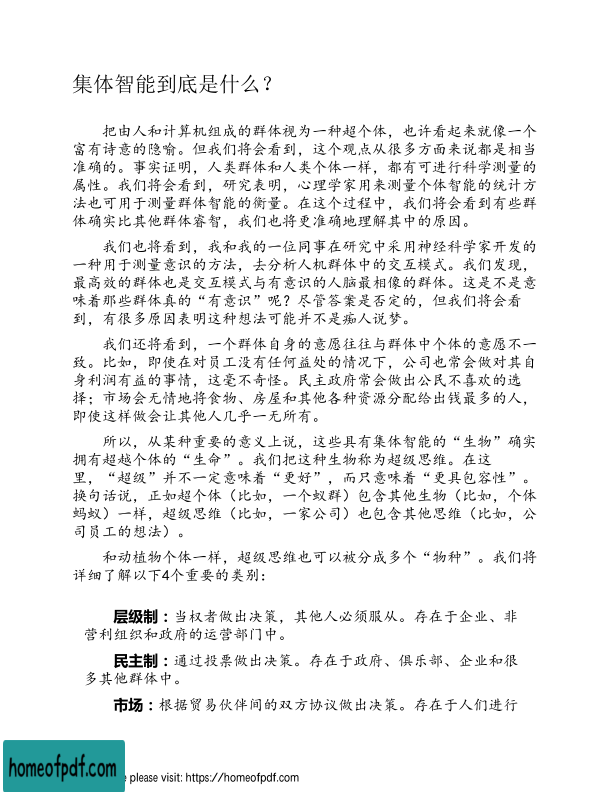 集体智能到底是什么？
把由人和计算机组成的群体视为一种超个体，也许看起来就像一个
富有诗意的隐喻。但我们将会看到，这个观点从很多方面来说都是相当
准确的。事实证明，人类群体和人类个体一样，都有可进行科学测量的
属性。我们将会看到，研究表明，心理学家用来测量个体智能的统计方
法也可用于测量群体智能的衡量。在这个过程中，我们将会看到有些群
体确实比其他群体睿智，我们也将更准确地理解其中的原因。
我们也将看到，我和我的一位同事在研究中采用神经科学家开发的
一种用于测量意识的方法，去分析人机群体中的交互模式。我们发现，
最高效的群体也是交互模式与有意识的人脑最相像的群体。这是不是意
味着那些群体真的“有意识”呢？尽管答案是否定的，但我们将会看
到，有很多原因表明这种想法可能并不是痴人说梦。
我们还将看到，一个群体自身的意愿往往与群体中个体的意愿不一
致。比如，即使在对员工没有任何益处的情况下，公司也常会做对其自
身利润有益的事情，这毫不奇怪。民主政府常会做出公民不喜欢的选
择；市场会无情地将食物、房屋和其他各种资源分配给出钱最多的人，
即使这样做会让其他人几乎一无所有。
所以，从某种重要的意义上说，这些具有集体智能的“生物”确实
拥有超越个体的“生命”。我们把这种生物称为超级思维。在这
里，“超级”并不一定意味着“更好”，而只意味着“更具包容性”。
换句话说，正如超个体（比如，一个蚁群）包含其他生物（比如，个体
蚂蚁）一样，超级思维（比如，一家公司）也包含其他思维（比如，公
司员工的想法）。
和动植物个体一样，超级思维也可以被分成多个“物种”。我们将
详细了解以下4个重要的类别：
层级制：当权者做出决策，其他人必须服从。存在于企业、非
营利组织和政府的运营部门中。
民主制：通过投票做出决策。存在于政府、俱乐部、企业和很
多其他群体中。
市场：根据贸易伙伴间的双方协议做出决策。存在于人们进行
homeofpdf.com
please visit: https://homeofpdf.com